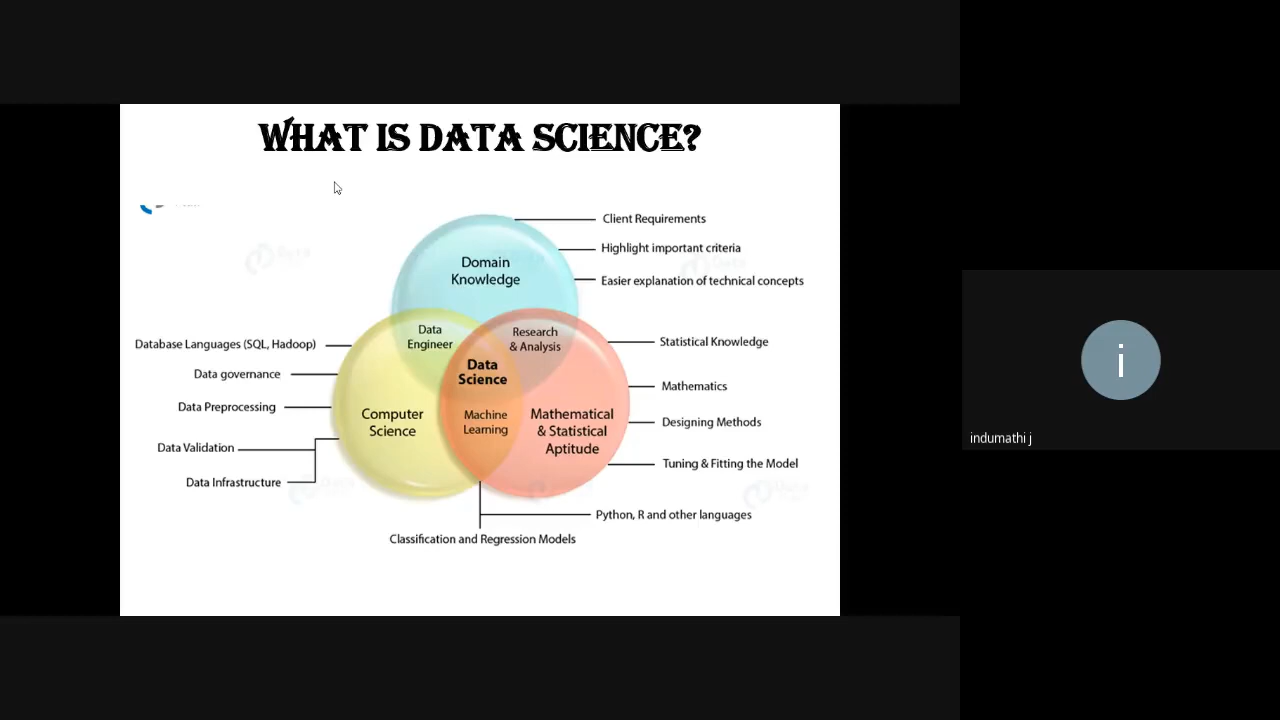 WHAT IS DATA SCIENCE?
Client Requirements
Highlight important criteria
Easier explanation of technical concepts
Domain
Knowledge
Data
Engineer
Research
& Analysis
Data
Science
Database Languages (SQL, Hadoop)
Data governance
Data Preprocessing
Data Validation
Data Infrastructure
Computer
Science
Machine
Learning
Mathematical
& Statistical
Aptitude
Statistical Knowledge
Mathematics
Designing Methods
Tuning & Fitting the Model
Python, R and other languages
Classification and Regression Models
i
indumathi j